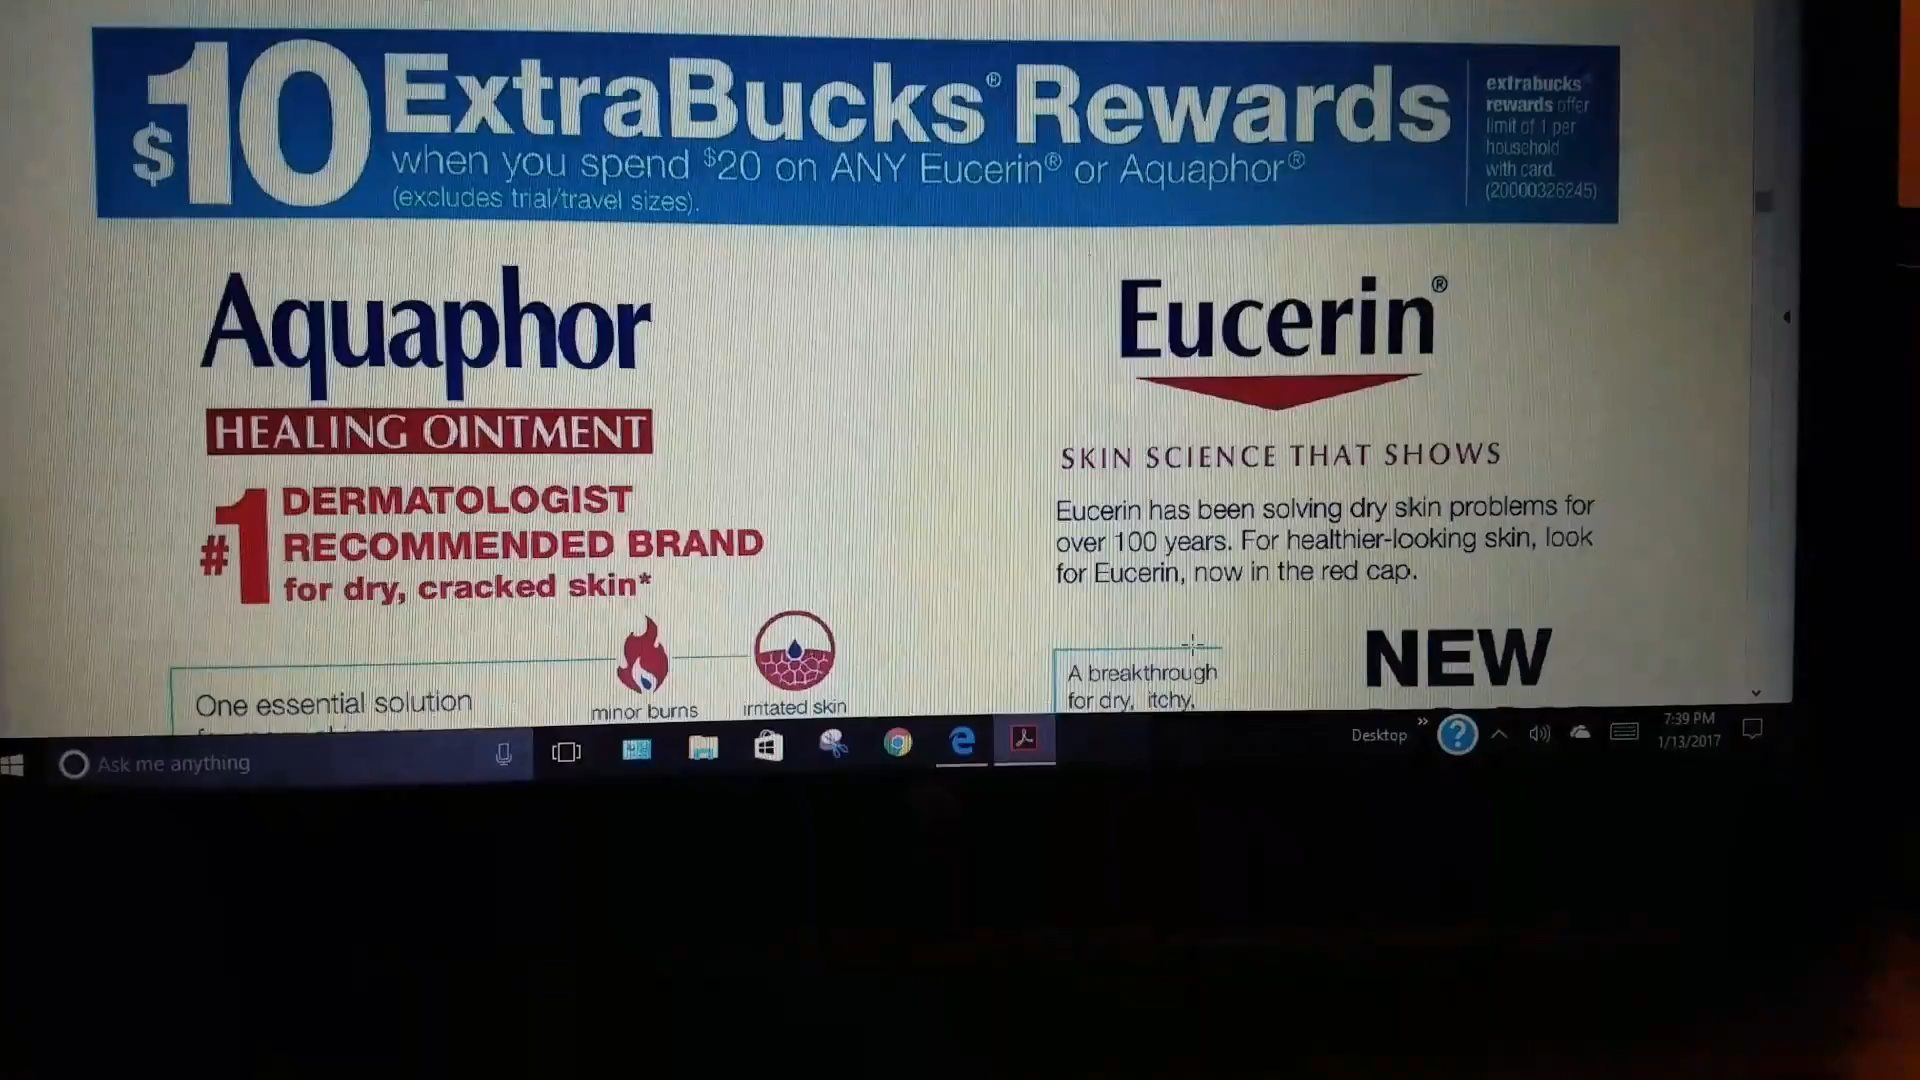 $10 ExtraBucks® Rewards
when you spend $20 on ANY Eucerin® or Aquaphor®
(excludes trial/travel sizes).
extrabucks®
rewards offer
limit of 1 per
household
with card.
(20000326245)
Aquaphor
HEALING OINTMENT
#1 DERMATOLOGIST
RECOMMENDED BRAND
for dry, cracked skin*
One essential solution
minor burns
irritated skin
Eucerin®
SKIN SCIENCE THAT SHOWS
Eucerin has been solving dry skin problems for
over 100 years. For healthier-looking skin, look
for Eucerin, now in the red cap.
A breakthrough
for dry, itchy,
NEW
Ask me anything
Desktop
7:39 PM
1/13/2017